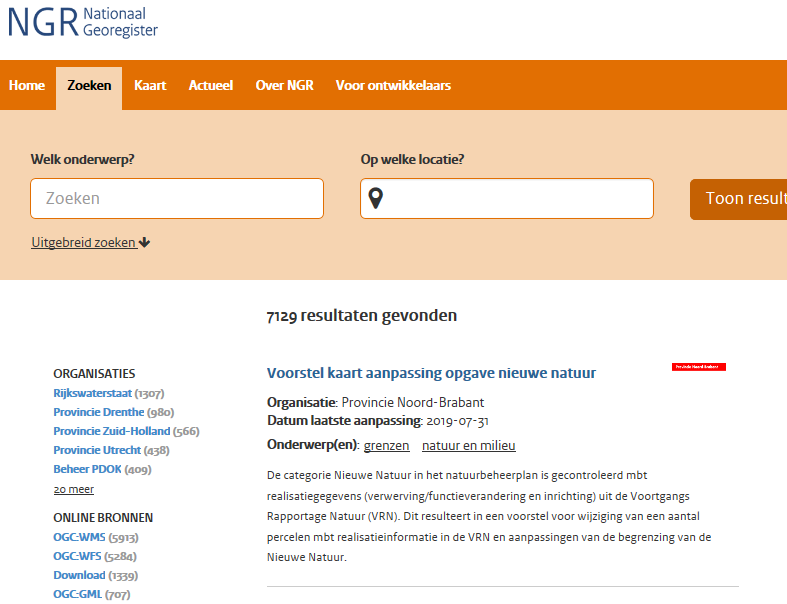 NGR Nationaal Georegister
Home Zoeken Kaart Actueel Over NGR Voor ontwikkelaars
Welk onderwerp? Op welke locatie?
Zoeken Toon result
Uitgebreid zoeken
7129 resultaten gevonden
ORGANISATIES
Rijkswaterstaat (1307)
Provincie Drenthe (980)
Provincie Zuid-Holland (566)
Provincie Utrecht (438)
Beheer PDOK (409)
20 meer
ONLINE BRONNEN
OGC:WMS (5913)
OGC:WFS (5284)
Download (1339)
OGC:GML (707)
Voorstel kaart aanpassing opgave nieuwe natuur
Provincie Noord-Brabant
Organisatie: Provincie Noord-Brabant
Datum laatste aanpassing: 2019-07-31
Onderwerp(en): grenzen natuur en milieu
De categorie Nieuwe Natuur in het natuurbeheerplan is gecontroleerd mbt
realisatiegegevens (verwerving/functieverandering en inrichting) uit de Voortgangs
Rapportage Natuur (VRN). Dit resulteert in een voorstel voor wijziging van een aantal
percelen mbt realisatieinformatie in de VRN en aanpassingen van de begrenzing van de
Nieuwe Natuur.